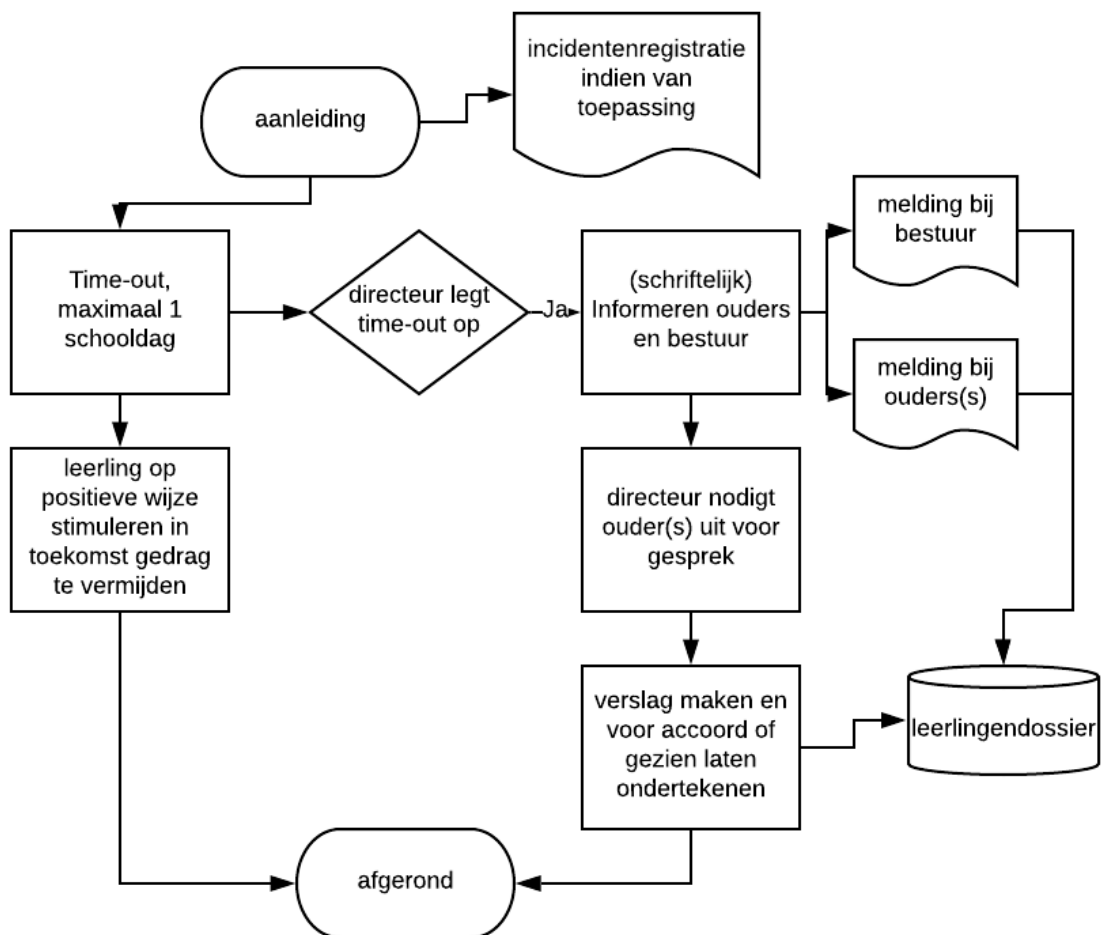 incidentenregistratie
indien van
toepassing
aanleiding
melding bij
bestuur
Time-out,
maximaal 1
schooldag
directeur legt
time-out op
Ja
(schriftelijk)
Informeren ouders
en bestuur
melding bij
ouders(s)
leerling op
positieve wijze
stimuleren in
toekomst gedrag
te vermijden
directeur nodigt
ouder(s) uit voor
gesprek
verslag maken en
voor accoord of
gezien laten
ondertekenen
leerlingendossier
afgerond